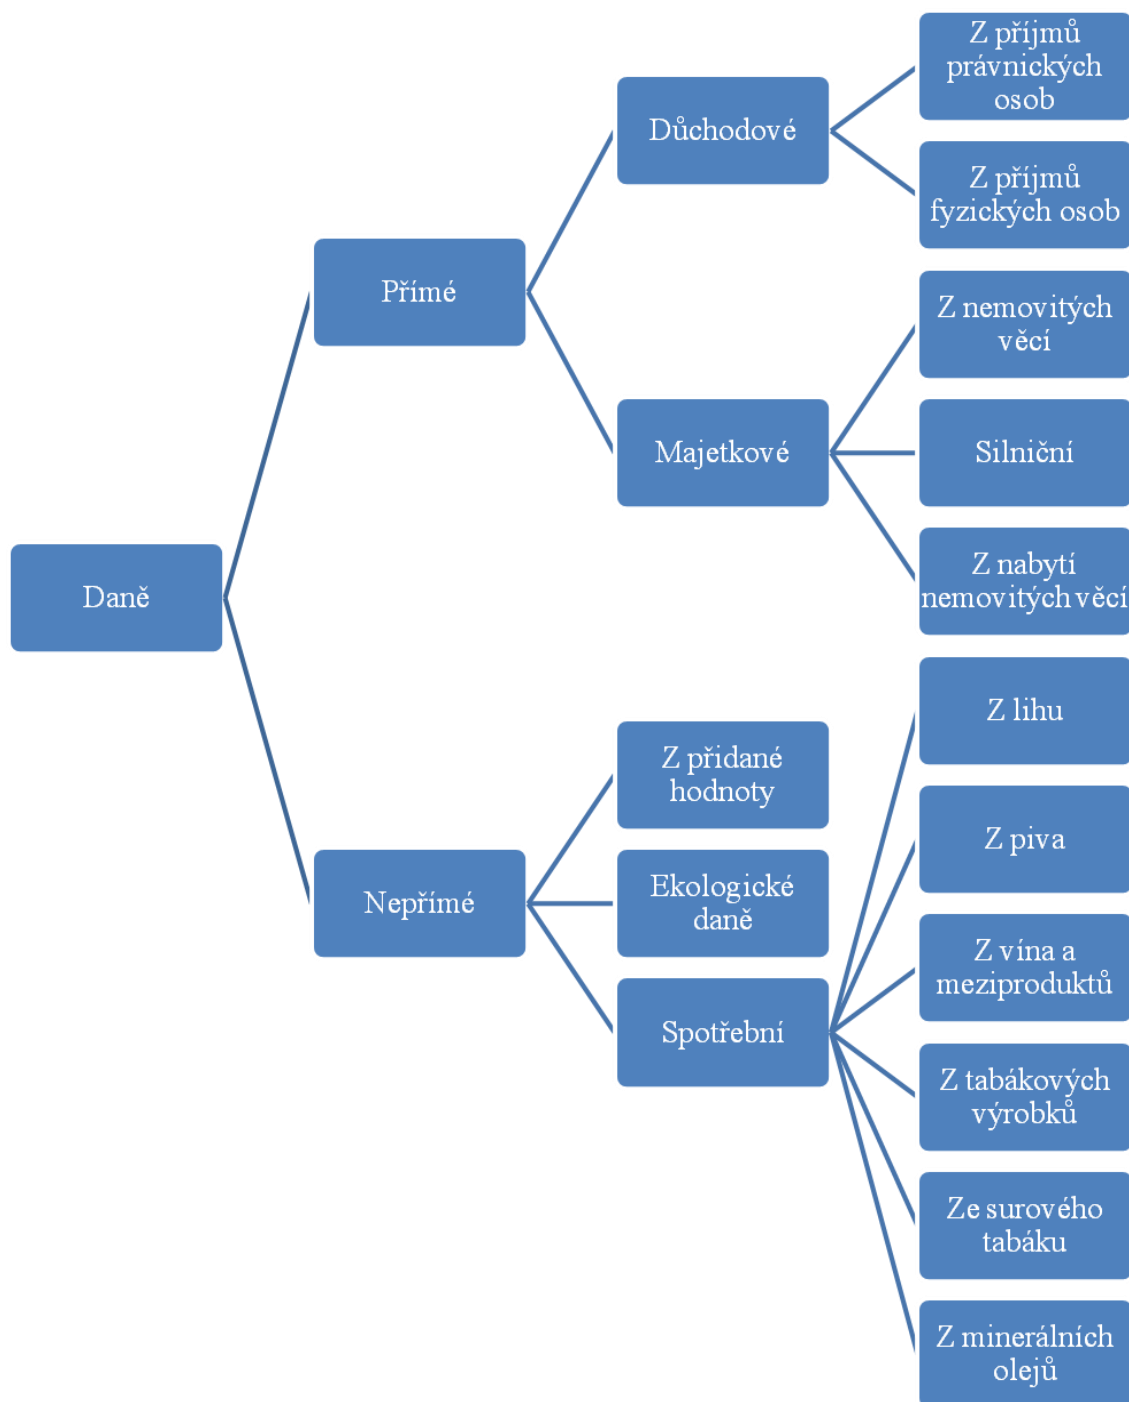 Daně
Přímé
Důchodové
Z příjmů
právnických
osob
Z příjmů
fyzických osob
Majetkové
Z nemovitých
věcí
Silniční
Z nabytí
nemovitých věcí
Nepřímé
Z přidané
hodnoty
Ekologické
daně
Spotřební
Z lihu
Z piva
Z vína a
meziproduktů
Z tabákových
výrobků
Ze surového
tabáku
Z minerálních
olejů